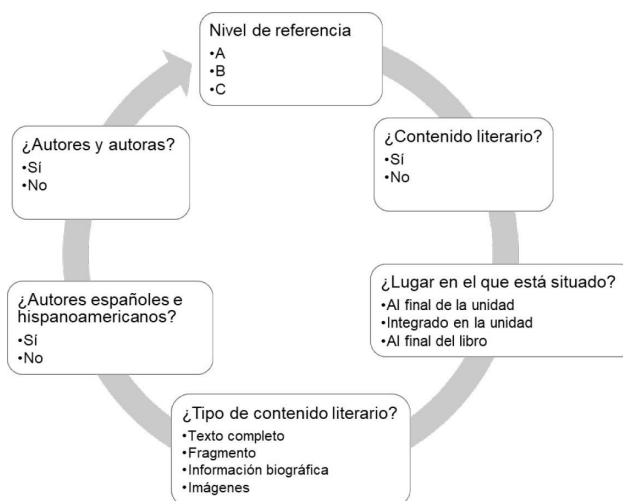 Nivel de referencia
•A
•B
•C
¿Contenido literario?
•Sí
•No
¿Lugar en el que está situado?
•Al final de la unidad
•Integrado en la unidad
•Al final del libro
¿Tipo de contenido literario?
•Texto completo
•Fragmento
•Información biográfica
•Imágenes
¿Autores españoles e
hispanoamericanos?
•Sí
•No
¿Autores y autoras?
•Sí
•No